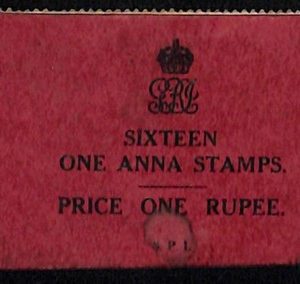 SIXTEEN
ONE ANNA STAMPS.
PRICE ONE RUPEE.